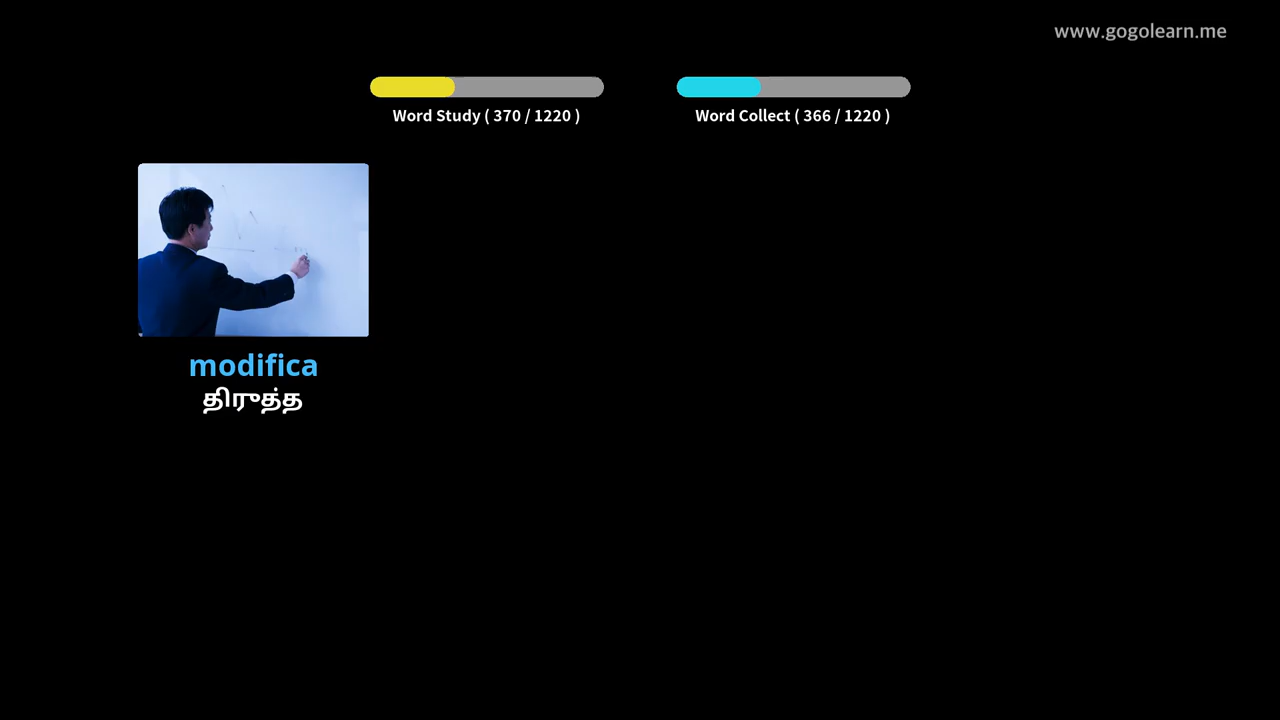 www.gogolearn.me
Word Study ( 370 / 1220 )
Word Collect ( 366 / 1220 )
modifica
திருத்த